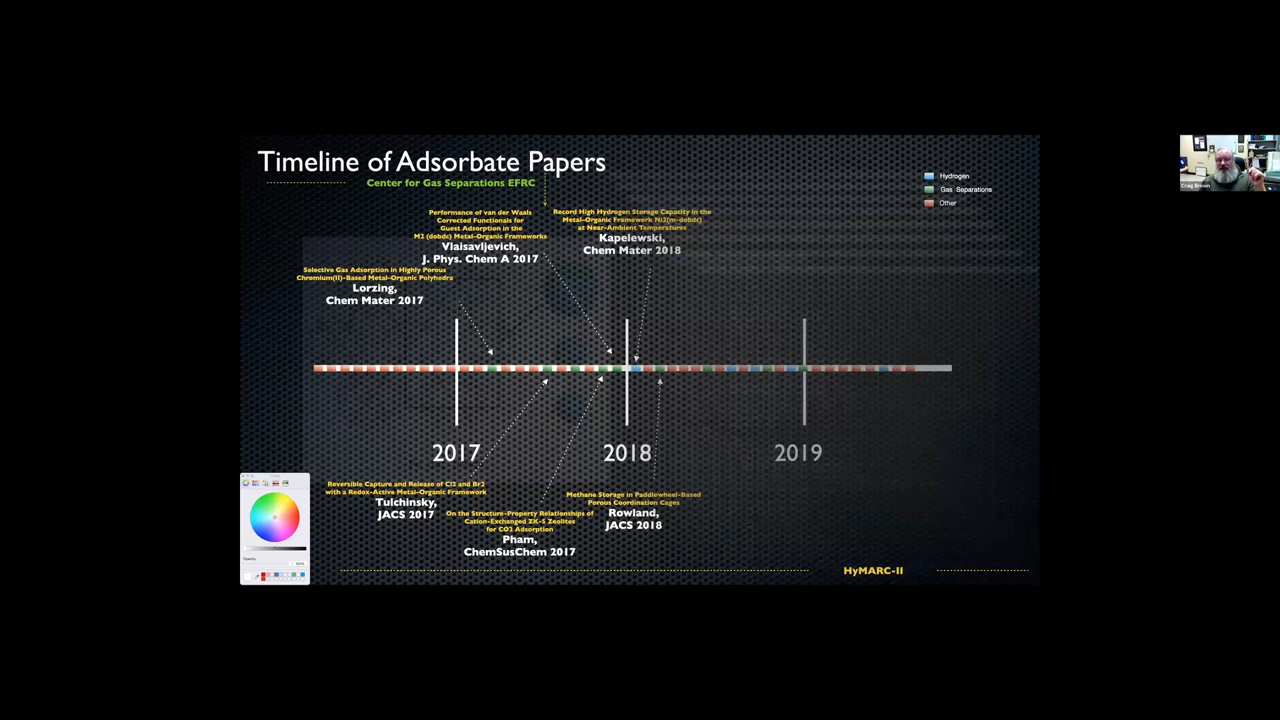 Timeline of Adsorbate Papers
Center for Gas Separations EFRC
Hydrogen
Gas Separations
Other
Performance of van der Waals
Corrected Functionals for
Guest Adsorption in the
M2 (dobdc) Metal-Organic Frameworks
Vlaisavljevich,
J. Phys. Chem A 2017
Record High Hydrogen Storage Capacity in the
Metal-Organic Framework Ni2(m-dobdc)
at Near-Ambient Temperatures
Kapelewski,
Chem Mater 2018
Selective Gas Adsorption in Highly Porous
Chromium(II)-Based Metal-Organic Polyhedra
Lorzing,
Chem Mater 2017
2017
2018
2019
Reversible Capture and Release of Cl2 and Br2
with a Redox-Active Metal-Organic Framework
Tulchinsky,
JACS 2017
On the Structure-Property Relationships of
Cation-Exchanged ZK-5 Zeolites
for CO2 Adsorption
Pham,
ChemSusChem 2017
Methane Storage in Paddlewheel-Based
Porous Coordination Cages
Rowland,
JACS 2018
HyMARC-II
Craig Brown
Opacity